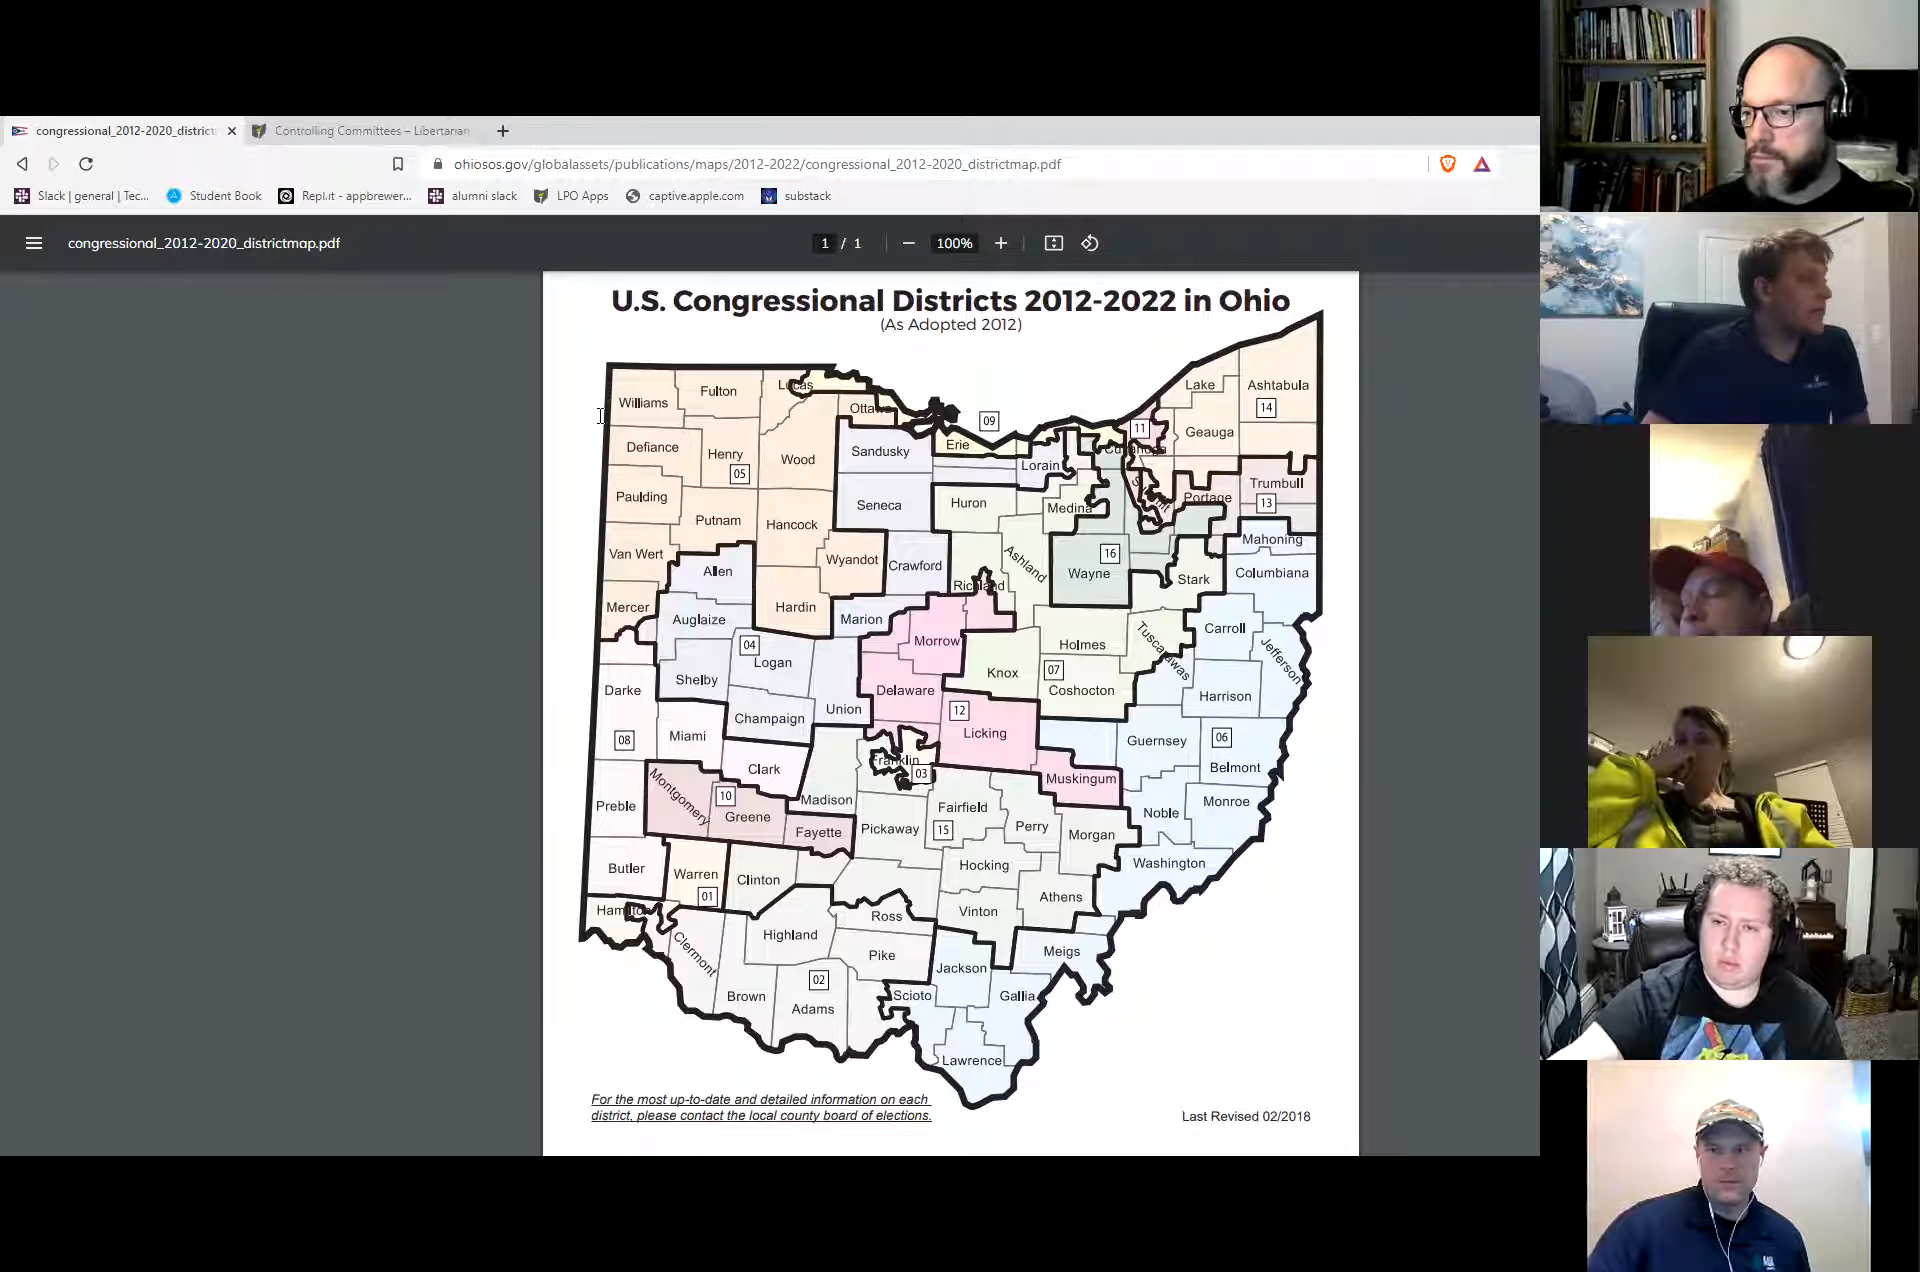 congressional_2012-2020_district
Controlling Committees – Libertarian
ohiosos.gov/globalassets/publications/maps/2012-2022/congressional_2012-2020_districtmap.pdf
Slack | general | Tec... Student Book Repl.it - appbrewer... alumni slack LPO Apps captive.apple.com substack
congressional_2012-2020_districtmap.pdf
1 / 1
100%
U.S. Congressional Districts 2012-2022 in Ohio
(As Adopted 2012)
Williams
Fulton
Lucas
Ottawa
09
Erie
Lake
Ashtabula
14
11
Geauga
Cuyahoga
Defiance
Henry
05
Wood
Sandusky
Lorain
Paulding
Putnam
Hancock
Seneca
Huron
Medina
Summit
Portage
Trumbull
13
Van Wert
Allen
Wyandot
Crawford
Richland
Ashland
16
Wayne
Stark
Mahoning
Columbiana
Mercer
Auglaize
Hardin
Marion
Morrow
Holmes
Tuscarawas
Carroll
Jefferson
04
Logan
Shelby
Knox
07
Coshocton
Harrison
Darke
Delaware
Union
Champaign
12
Licking
08
Miami
Clark
Franklin
03
Guernsey
06
Belmont
Muskingum
Montgomery
10
Greene
Preble
Madison
Fayette
Pickaway
Fairfield
15
Perry
Morgan
Noble
Monroe
Butler
Warren
01
Clinton
Hocking
Washington
Hamilton
Ross
Vinton
Athens
Clermont
Highland
Pike
Jackson
Meigs
Brown
02
Adams
Scioto
Gallia
Lawrence
For the most up-to-date and detailed information on each
district, please contact the local county board of elections.
Last Revised 02/2018